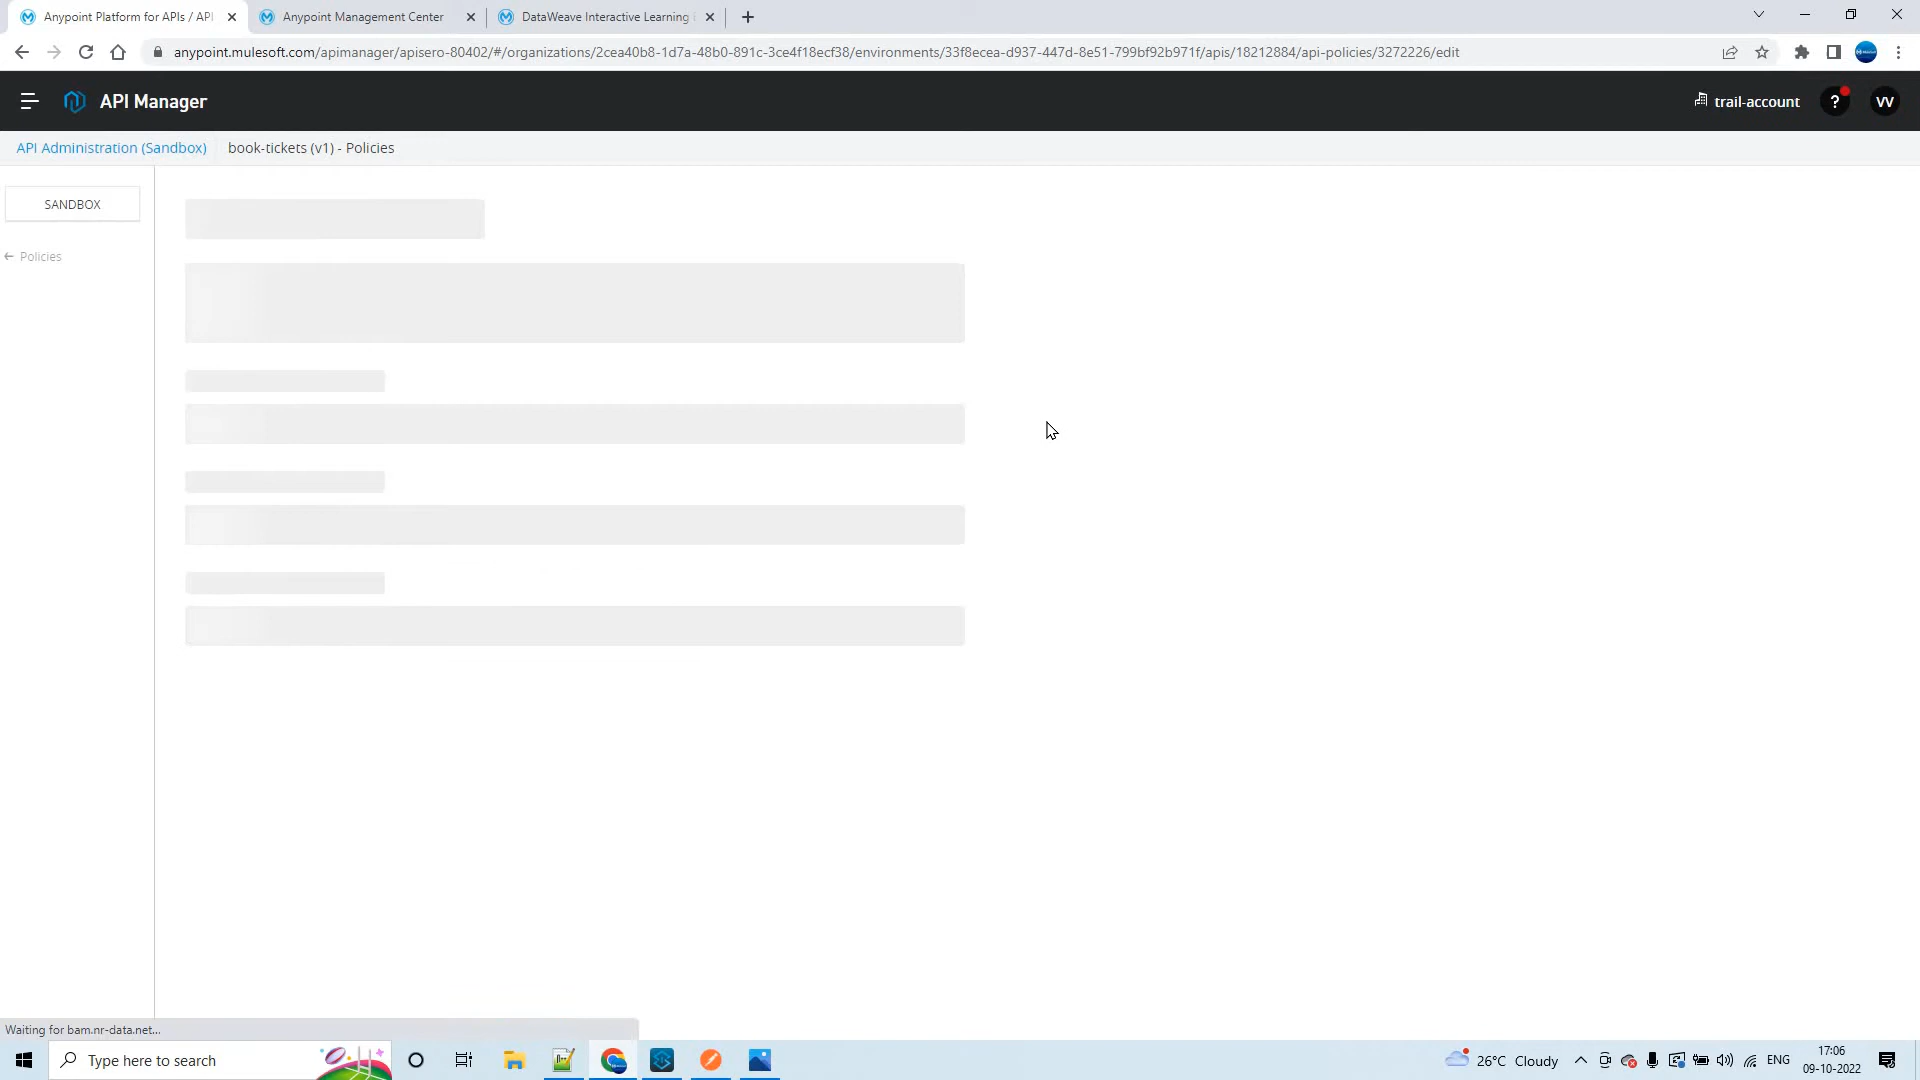 Anypoint Platform for APIs / API
Anypoint Management Center
DataWeave Interactive Learning
anypoint.mulesoft.com/apimanager/apisero-80402/#/organizations/2cea40b8-1d7a-48b0-891c-3ce4f18ecf38/environments/33f8ecea-d937-447d-8e51-799bf92b971f/apis/18212884/api-policies/3272226/edit
API Manager
trail-account
?
VV
API Administration (Sandbox)
book-tickets (v1) - Policies
SANDBOX
← Policies
Waiting for bam.nr-data.net...
Type here to search
26°C Cloudy
ENG
17:06
09-10-2022